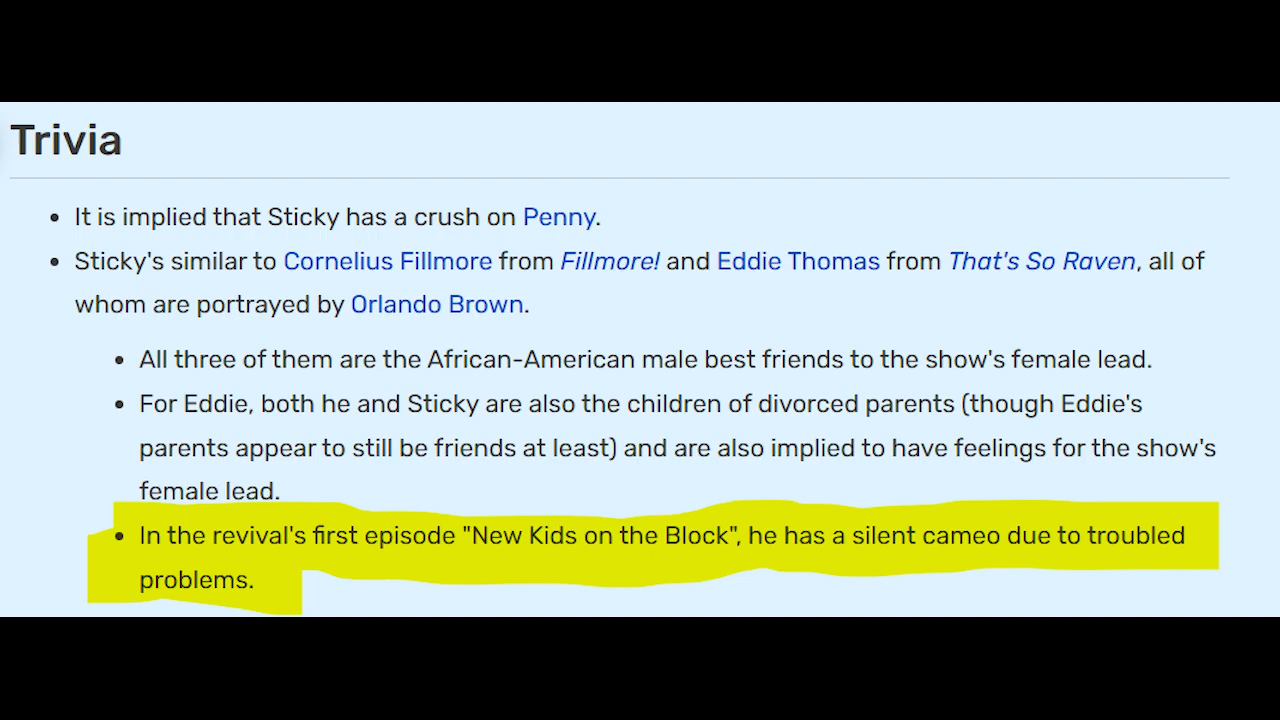 Trivia
It is implied that Sticky has a crush on Penny.
Sticky's similar to Cornelius Fillmore from Fillmore! and Eddie Thomas from That's So Raven, all of
whom are portrayed by Orlando Brown.
All three of them are the African-American male best friends to the show's female lead.
For Eddie, both he and Sticky are also the children of divorced parents (though Eddie's
parents appear to still be friends at least) and are also implied to have feelings for the show's
female lead.
In the revival's first episode "New Kids on the Block", he has a silent cameo due to troubled
problems.